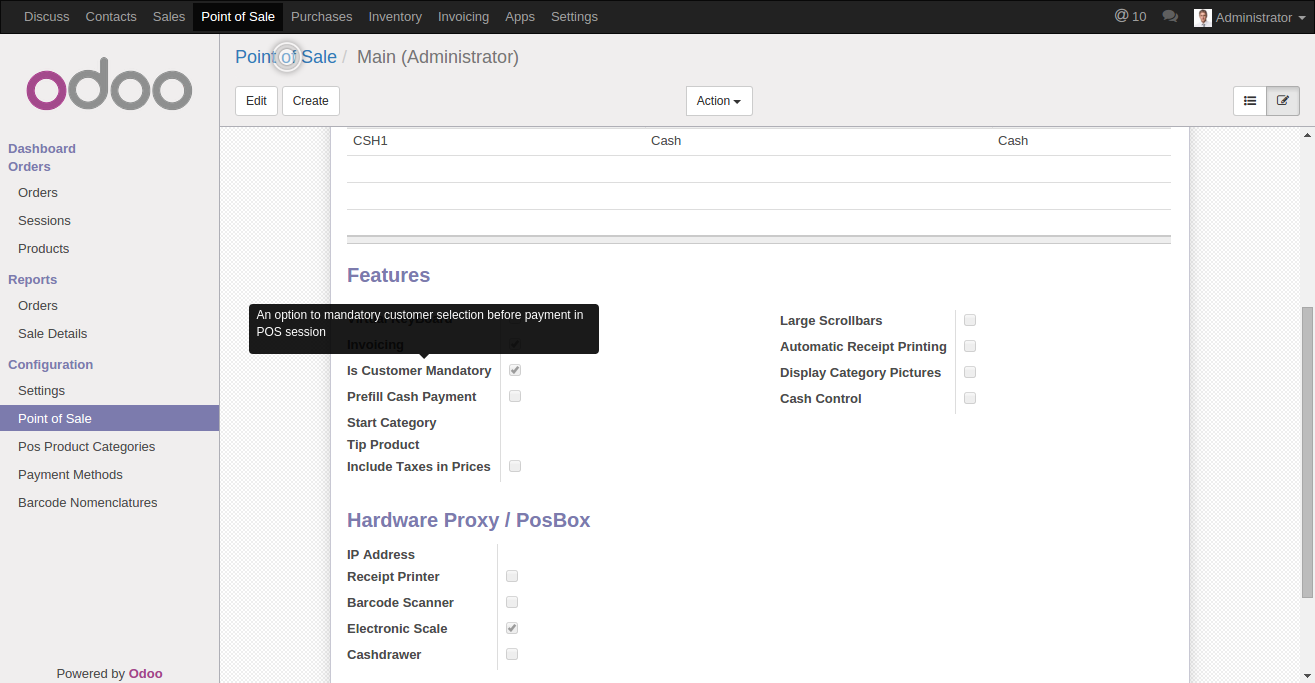 Discuss Contacts Sales Point of Sale Purchases Inventory Invoicing Apps Settings @ 10 Administrator
odoo
Dashboard
Orders
Orders
Sessions
Products
Reports
Orders
Sale Details
Configuration
Settings
Point of Sale
Pos Product Categories
Payment Methods
Barcode Nomenclatures
Powered by Odoo
Point of Sale / Main (Administrator)
Edit Create Action
CSH1 Cash Cash
Features
An option to mandatory customer selection before payment in
POS session
Invoicing
Is Customer Mandatory
Prefill Cash Payment
Start Category
Tip Product
Include Taxes in Prices
Large Scrollbars
Automatic Receipt Printing
Display Category Pictures
Cash Control
Hardware Proxy / PosBox
IP Address
Receipt Printer
Barcode Scanner
Electronic Scale
Cashdrawer